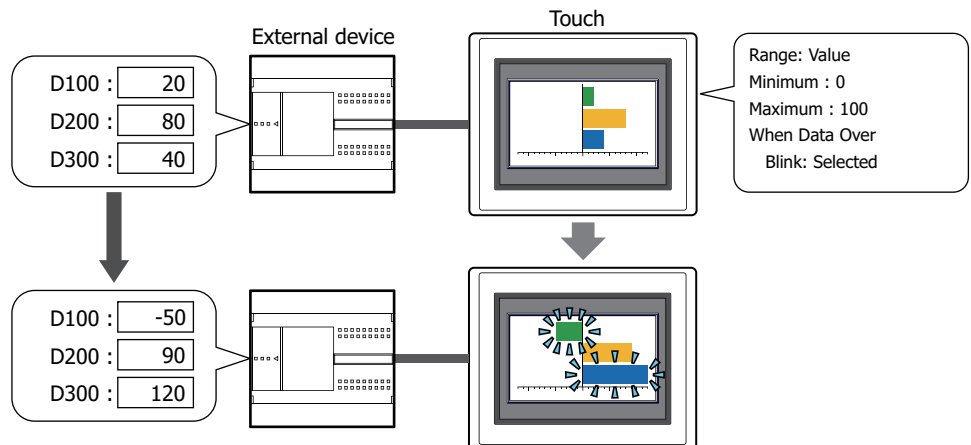 Touch
External device
D100 : 20
D200 : 80
D300 : 40
Range: Value
Minimum : 0
Maximum : 100
When Data Over
Blink: Selected
D100 : -50
D200 : 90
D300 : 120